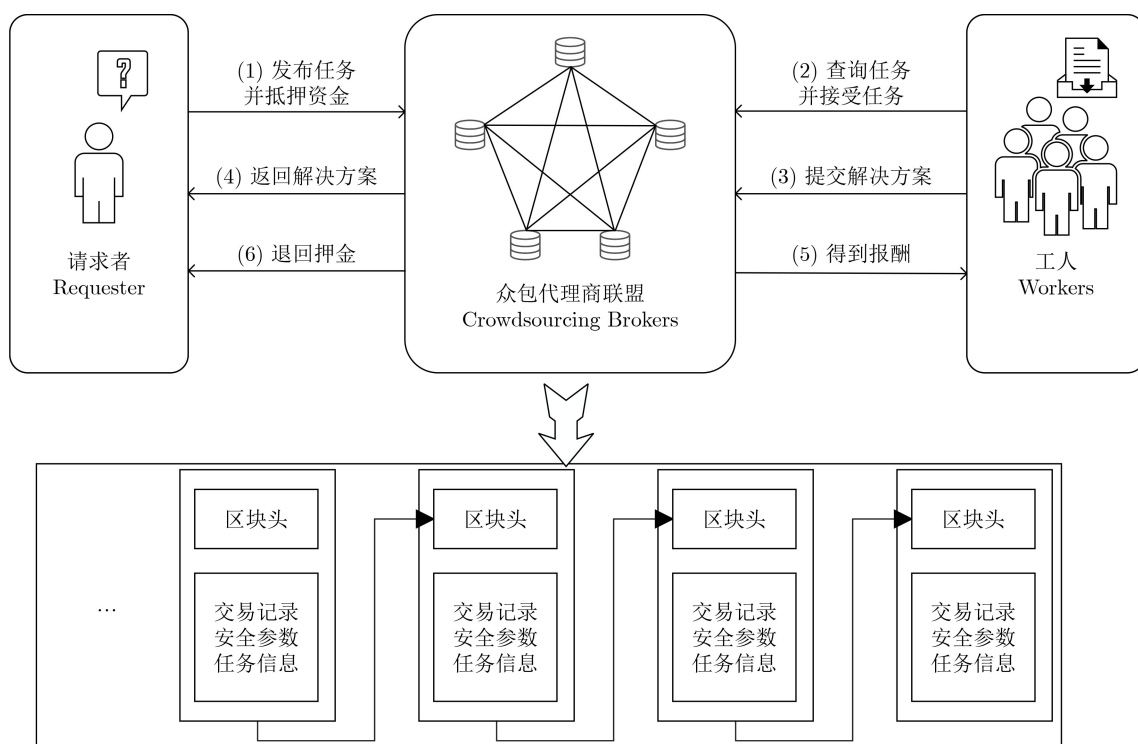 ?
(1) 发布任务
并抵押资金
(2) 查询任务
并接受任务
(4) 返回解决方案
(3) 提交解决方案
(6) 退回押金
(5) 得到报酬
请求者
Requester
众包代理商联盟
Crowdsourcing Brokers
工人
Workers
区块头
区块头
区块头
区块头
...
交易记录
安全参数
任务信息
交易记录
安全参数
任务信息
交易记录
安全参数
任务信息
交易记录
安全参数
任务信息